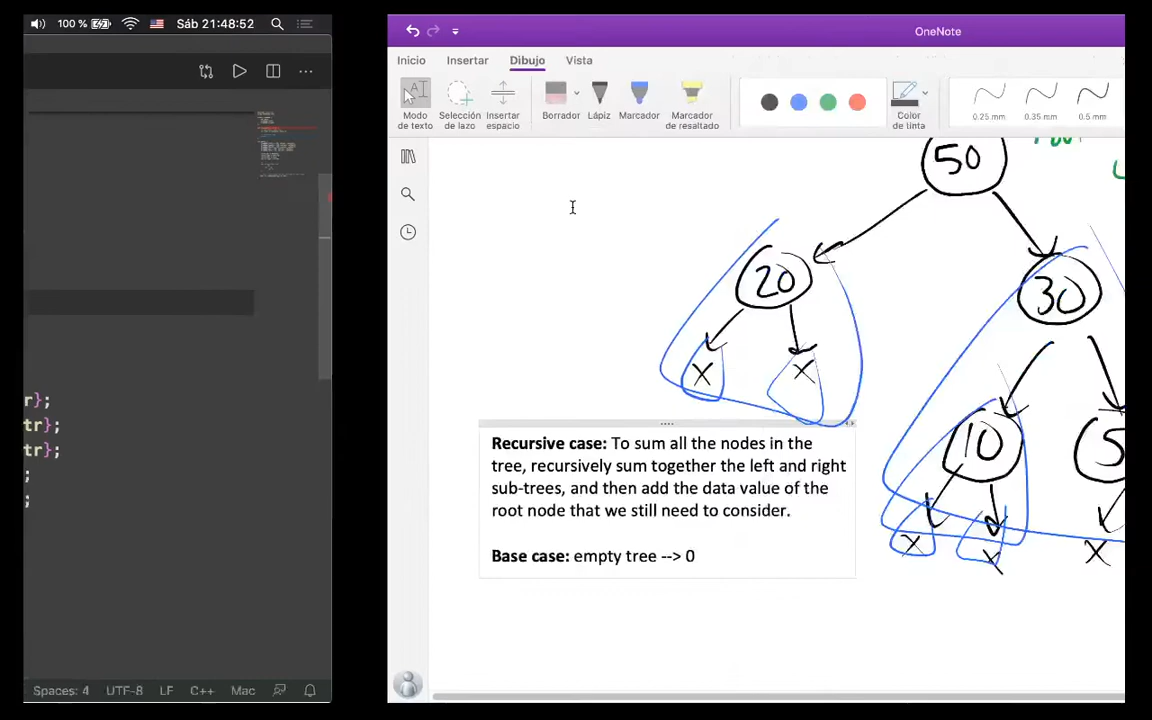 100 % Sáb 21:48:52
r};
tr};
tr};
;
;
Spaces: 4 UTF-8 LF C++ Mac
OneNote
Inicio Insertar Dibujo Vista
Modo de texto
Selección de lazo
Insertar espacio
Borrador
Lápiz
Marcador
Marcador de resaltado
Color de línea
0.25 mm 0.35 mm 0.5 mm
50
20
30
X X
10
5
X X X
Recursive case: To sum all the nodes in the
tree, recursively sum together the left and right
sub-trees, and then add the data value of the
root node that we still need to consider.
Base case: empty tree --> 0